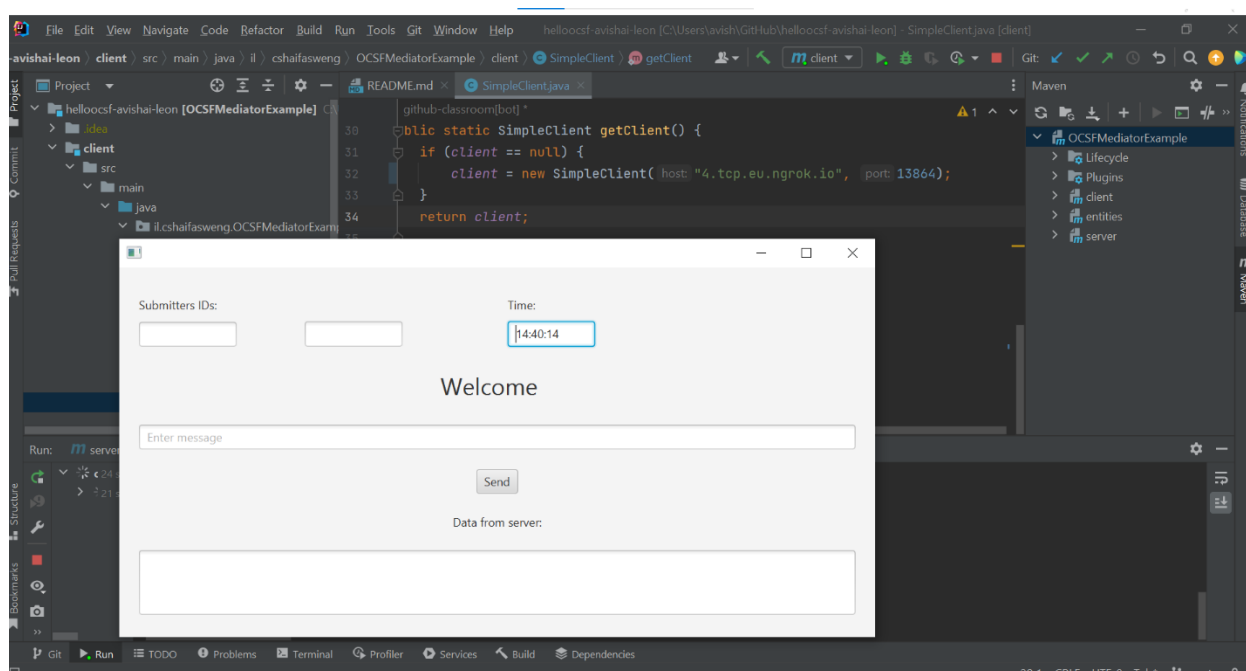 File Edit View Navigate Code Refactor Build Run Tools Git Window Help helloocsf-avishai-leon [C:\Users\avish\GitHub\helloocsf-avishai-leon] - SimpleClient.java [client]
-avishai-leon client src main java il cshaifasweng OCSFMediatorExample client SimpleClient getClient client Git:
Project README.md SimpleClient.java Maven
helloocsf-avishai-leon [OCSFMediatorExample]
.idea
client
src
main
java
il.cshaifasweng.OCSFMediatorExam
github-classroom[bot] *
30 blic static SimpleClient getClient() {
31 if (client == null) {
32 client = new SimpleClient( host: "4.tcp.eu.ngrok.io", port: 13864);
33 }
34 return client;
35
1
OCSFMediatorExample
Lifecycle
Plugins
client
entities
server
Project
Commit
Pull Requests
Structure
Bookmarks
Notifications
Database
Maven
Submitters IDs: Time:
14:40:14
Welcome
Enter message
Send
Data from server:
Run: server
24 s
21 s
Git Run TODO Problems Terminal Profiler Services Build Dependencies